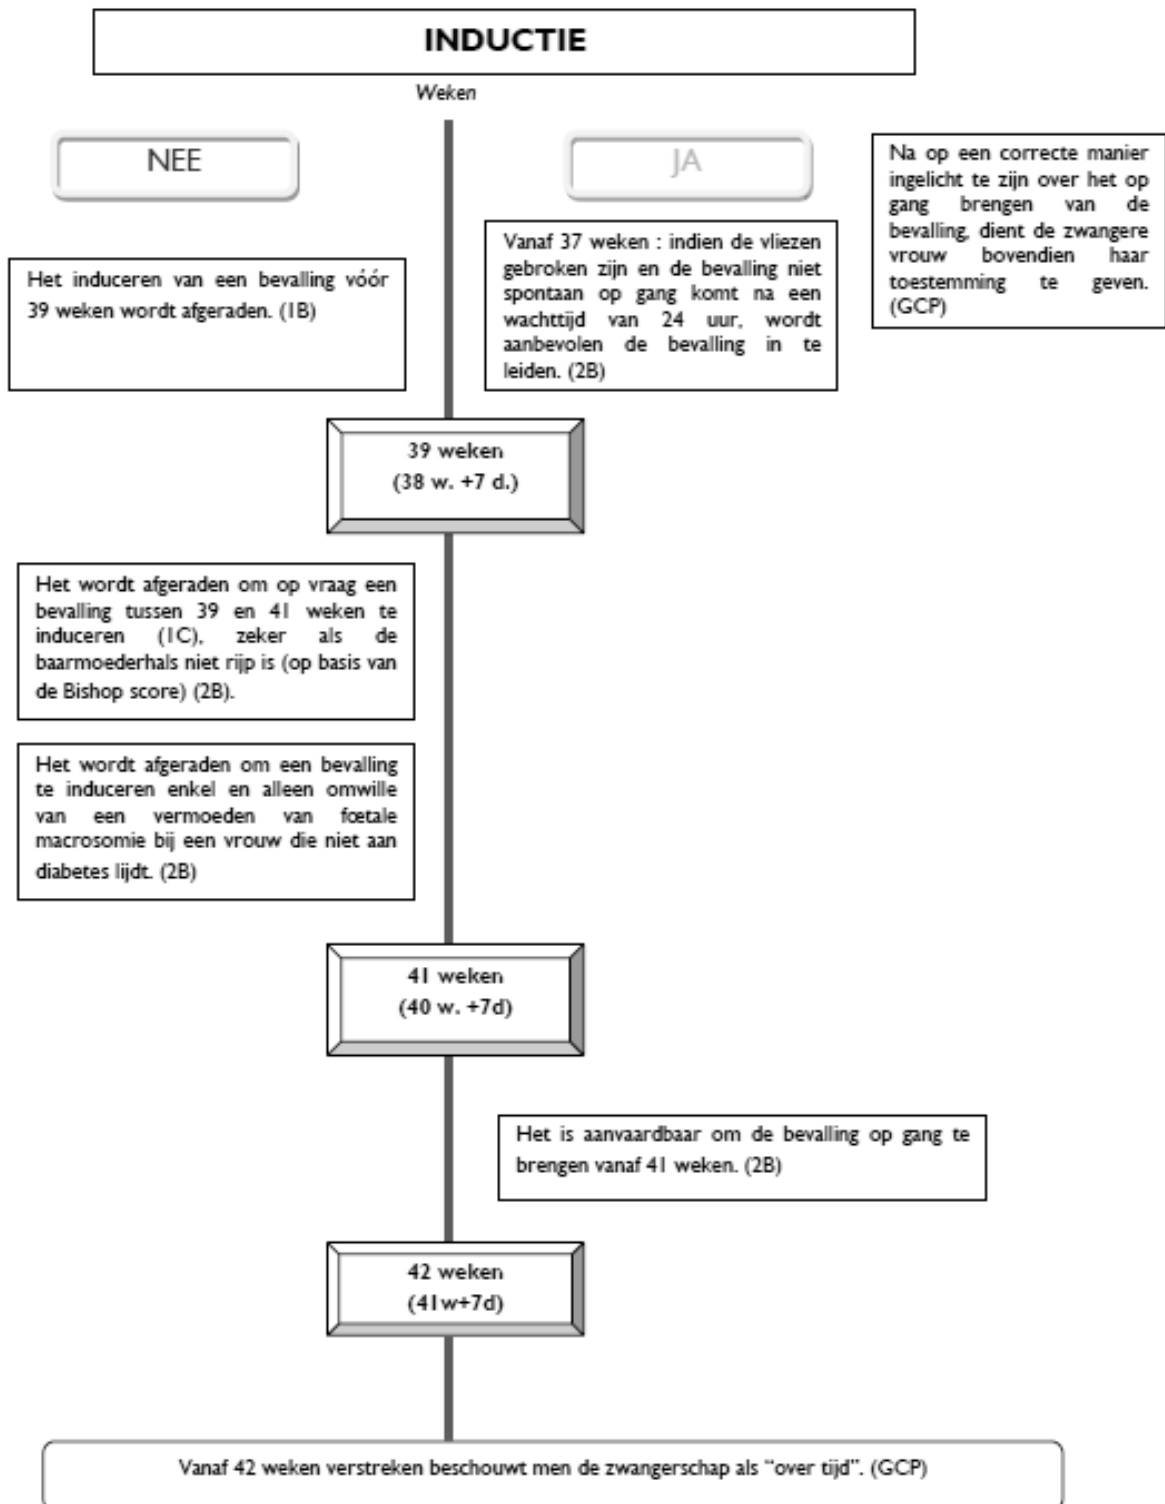 INDUCTIE
Weken
NEE
JA
Na op een correcte manier
ingelicht te zijn over het op
gang brengen van de
bevalling, dient de zwangere
vrouw bovendien haar
toestemming te geven.
(GCP)
Vanaf 37 weken : indien de vliezen
gebroken zijn en de bevalling niet
spontaan op gang komt na een
wachttijd van 24 uur, wordt
aanbevolen de bevalling in te
leiden. (2B)
Het induceren van een bevalling vóór
39 weken wordt afgeraden. (1B)
39 weken
(38 w. +7 d.)
Het wordt afgeraden om op vraag een
bevalling tussen 39 en 41 weken te
induceren (1C), zeker als de
baarmoederhals niet rijp is (op basis van
de Bishop score) (2B).
Het wordt afgeraden om een bevalling
te induceren enkel en alleen omwille
van een vermoeden van fœtale
macrosomie bij een vrouw die niet aan
diabetes lijdt. (2B)
41 weken
(40 w. +7d)
Het is aanvaardbaar om de bevalling op gang te
brengen vanaf 41 weken. (2B)
42 weken
(41w+7d)
Vanaf 42 weken verstreken beschouwt men de zwangerschap als “over tijd”. (GCP)